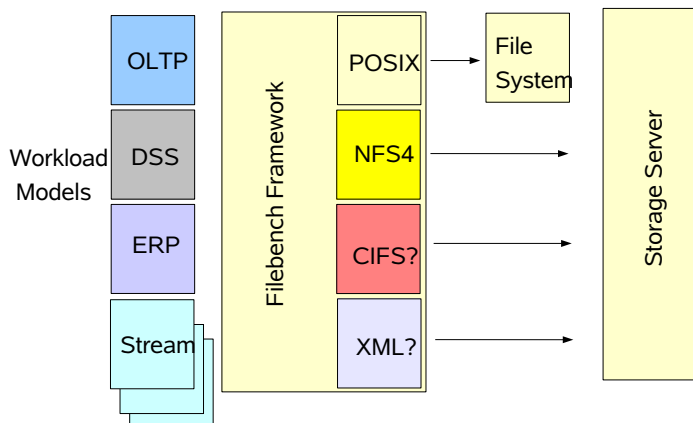 Workload
Models
OLTP
DSS
ERP
Stream
Filebench Framework
POSIX
NFS4
CIFS?
XML?
File
System
Storage Server